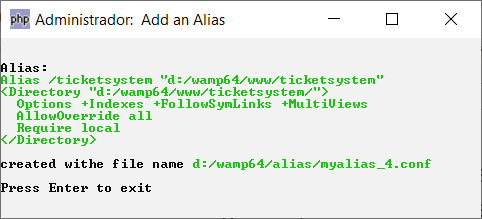 php Administrador: Add an Alias
Alias:
Alias /ticketsystem "d:/wamp64/www/ticketsystem"
<Directory "d:/wamp64/www/ticketsystem/">
Options +Indexes +FollowSymLinks +MultiViews
AllowOverride all
Require local
</Directory>
created withe file name d:/wamp64/alias/myalias_4.conf
Press Enter to exit